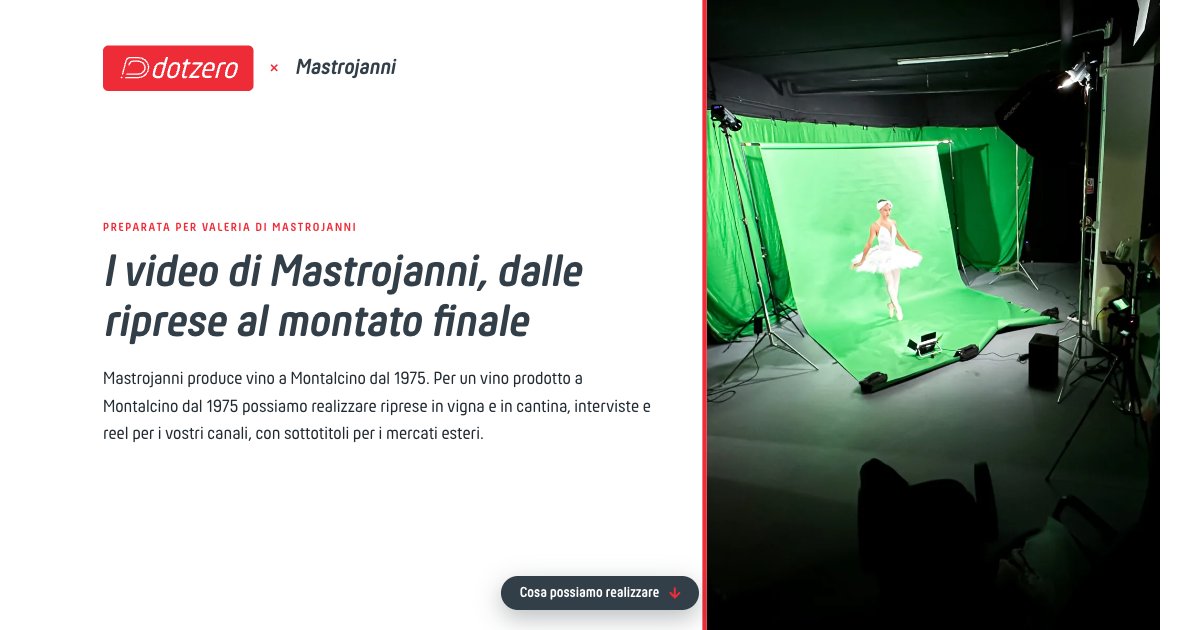 dotzero × Mastrojanni
PREPARATA PER VALERIA DI MASTROJANNI
I video di Mastrojanni, dalle
riprese al montato finale
Mastrojanni produce vino a Montalcino dal 1975. Per un vino prodotto a
Montalcino dal 1975 possiamo realizzare riprese in vigna e in cantina, interviste e
reel per i vostri canali, con sottotitoli per i mercati esteri.
Cosa possiamo realizzare ↓